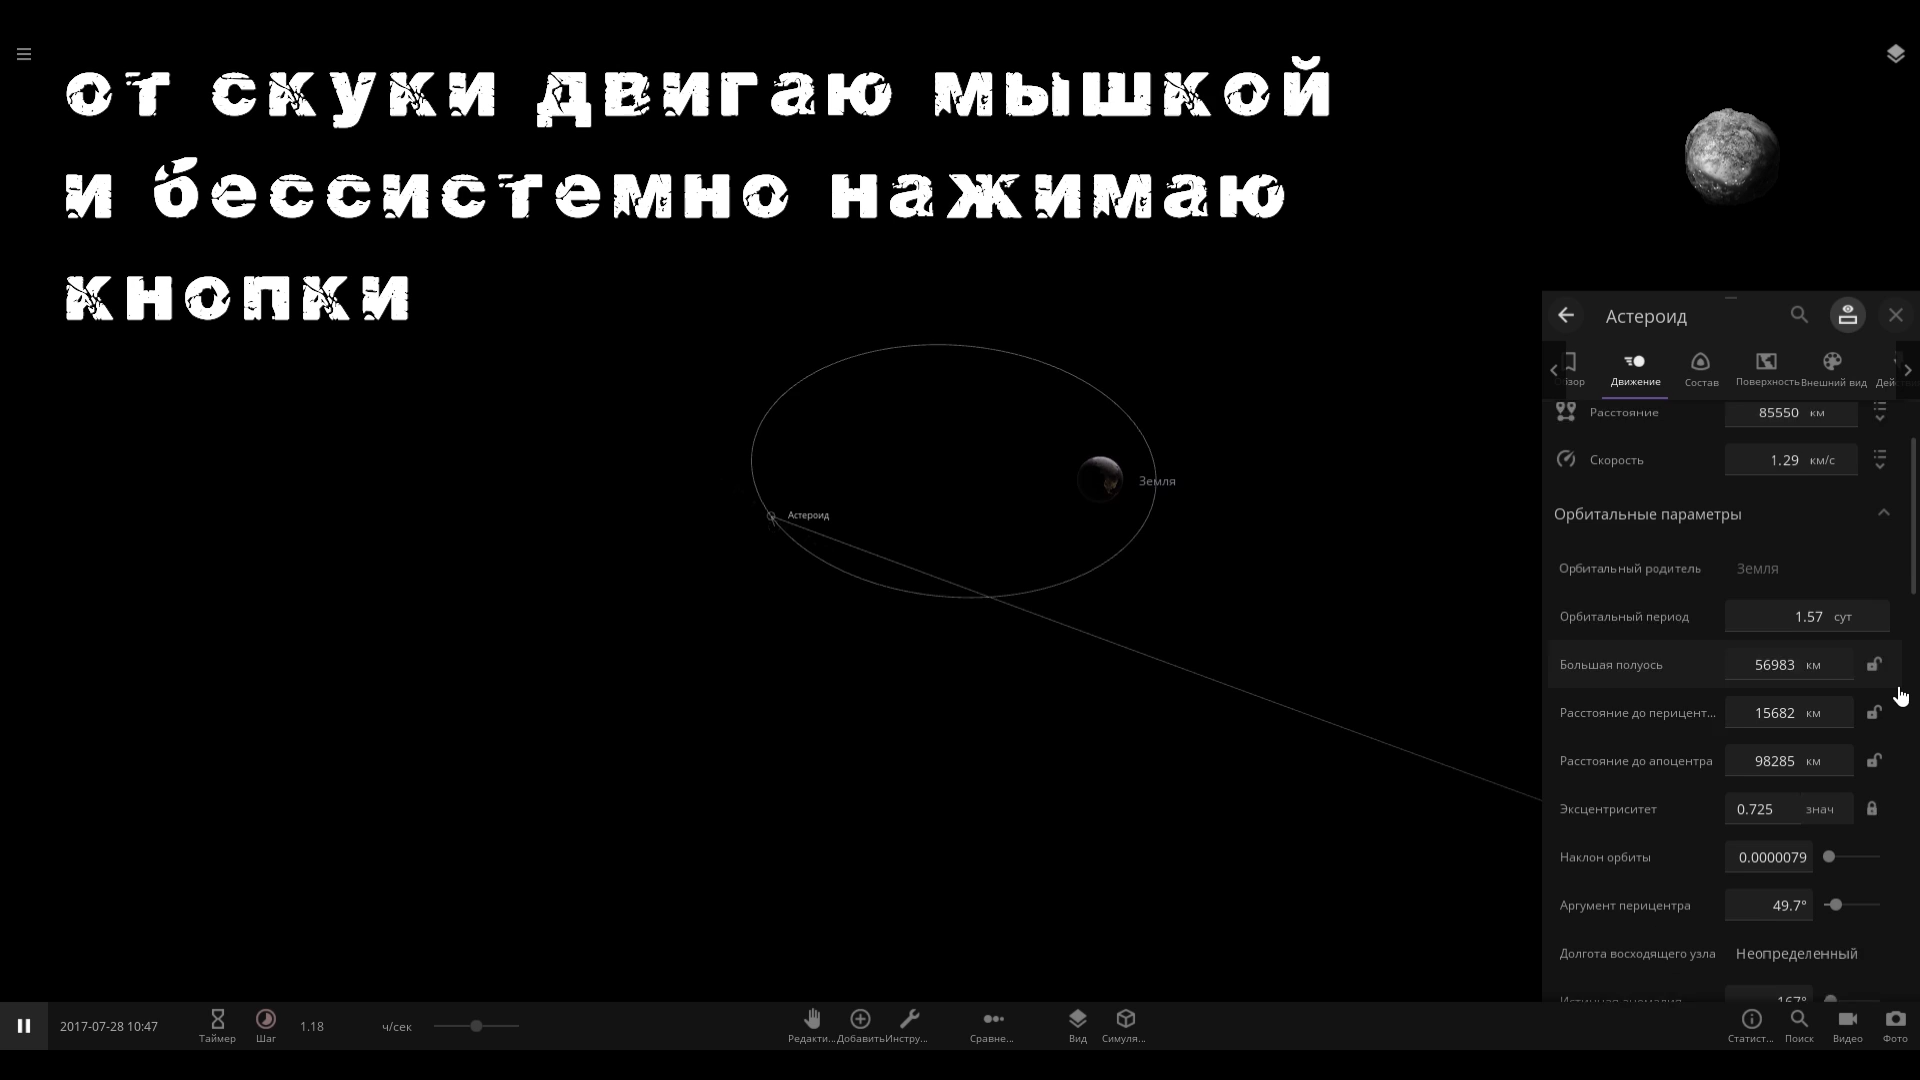 от скуки двигаю мышкой
и бессистемно нажимаю
кнопки
Астероид
Движение
Состав
Поверхность
Внешний вид
Расстояние 85550 км
Скорость 1.29 км/с
Земля
Астероид
Орбитальные параметры
Орбитальный родитель Земля
Орбитальный период 1.57 сут
Большая полуось 56983 км
Расстояние до перицент... 15682 км
Расстояние до апоцентра 98285 км
Эксцентриситет 0.725 знач
Наклон орбиты 0.0000079
Аргумент перицентра 49.7°
Долгота восходящего узла Неопределенный
2017-07-28 10:47
Таймер
Шаг
1.18 ч/сек
Редакти...
Добавить
Инстру...
Сравне...
Вид
Симуля...
Статист...
Поиск
Видео
Фото